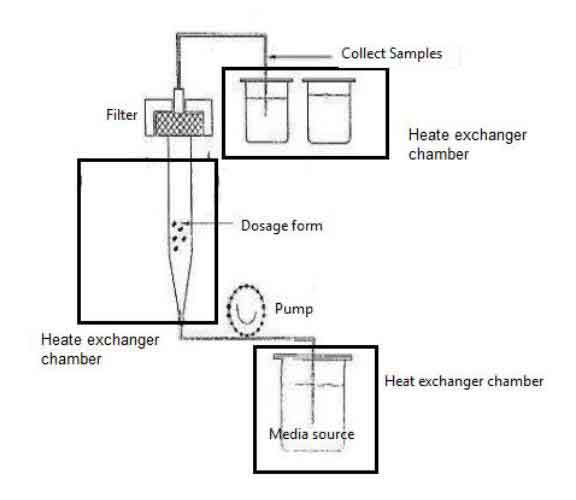 Collect Samples
Filter
Heate exchanger
chamber
Dosage form
Pump
Heate exchanger
chamber
Heat exchanger chamber
Media source